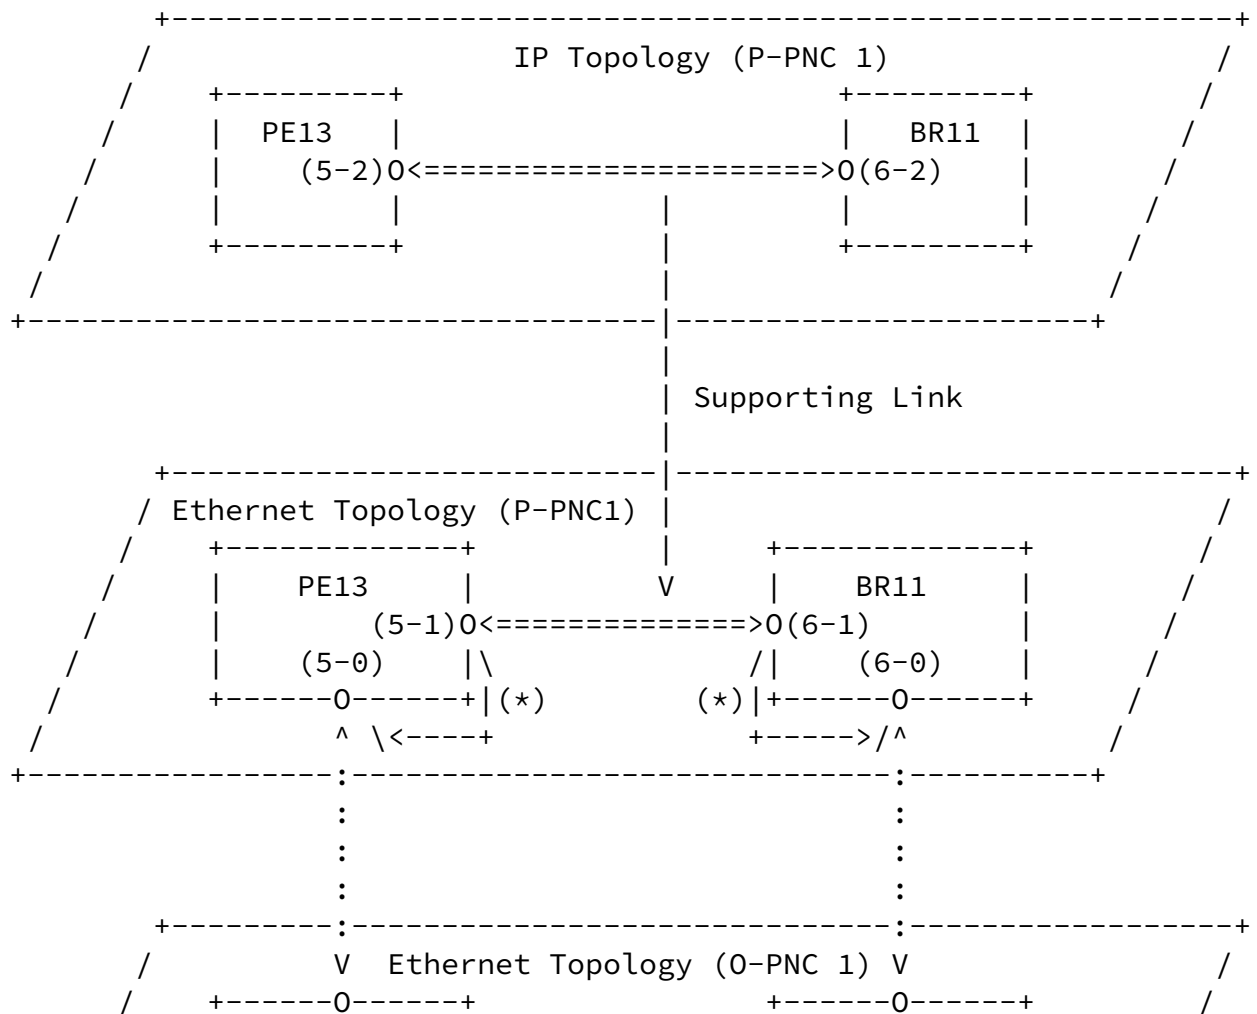 IP Topology (P-PNC 1)
PE13 BR11
(5-2) (6-2)
Supporting Link
Ethernet Topology (P-PNC1)
PE13 BR11
(5-1) (6-1)
(5-0) (6-0)
(*) (*)
Ethernet Topology (O-PNC 1)